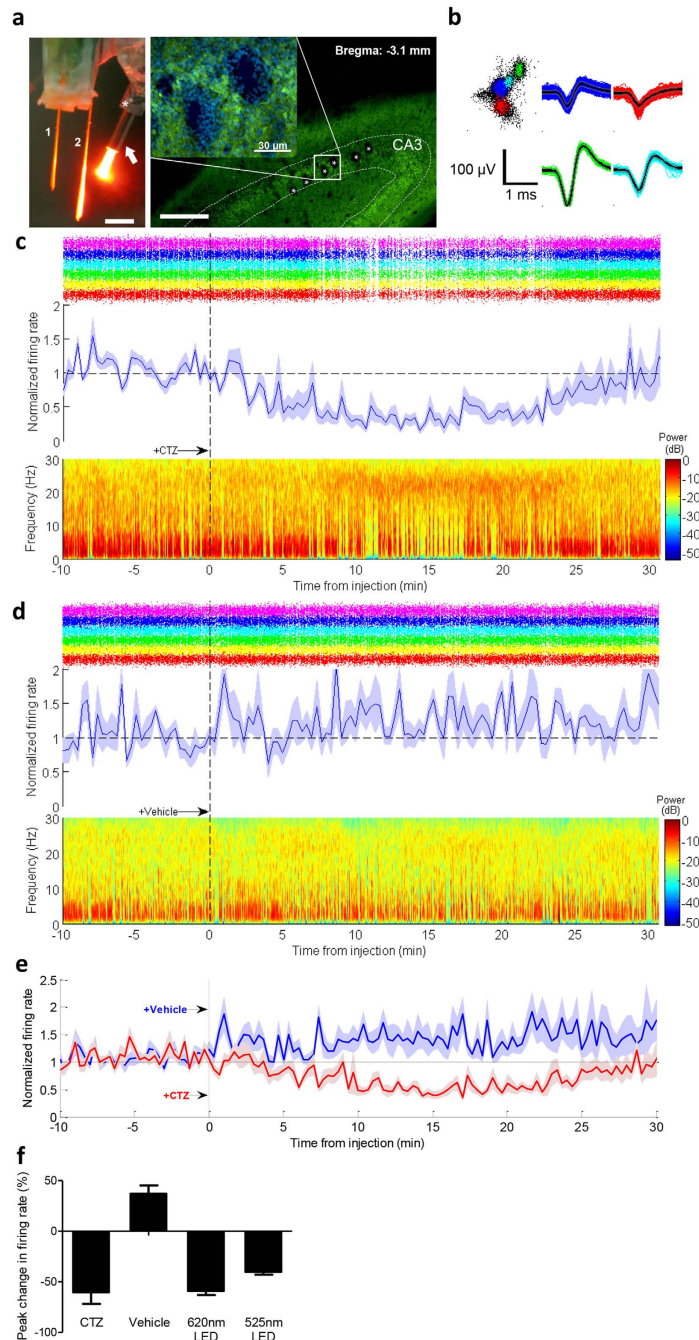 a
b
Bregma: -3.1 mm
*
1
2
30 µm
CA3
* * * * * *
100 µV
1 ms
c
2
1.5
1
0.5
0
Normalized firing rate
+CTZ
Power
(dB)
30
20
10
0
Frequency (Hz)
0
-10
-20
-30
-40
-50
-10 -5 0 5 10 15 20 25 30
Time from injection (min)
d
2
1.5
1
0.5
0
Normalized firing rate
+Vehicle
Power
(dB)
30
20
10
0
Frequency (Hz)
0
-10
-20
-30
-40
-50
-10 -5 0 5 10 15 20 25 30
Time from injection (min)
e
2.5
2
1.5
1
0.5
0
Normalized firing rate
+Vehicle
+CTZ
-10 -5 0 5 10 15 20 25 30
Time from injection (min)
f
50
0
-50
-100
Peak change in firing rate (%)
CTZ Vehicle 620nm 525nm
LED LED